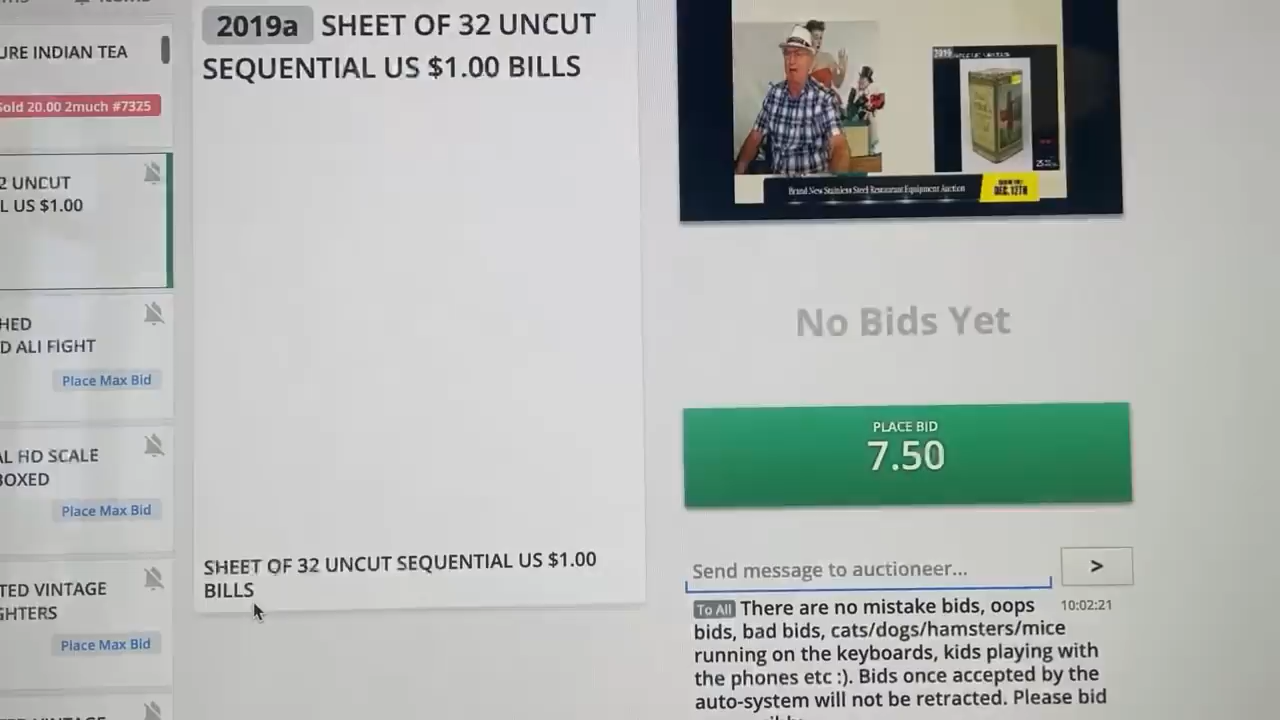 URE INDIAN TEA
Sold 20.00 2much #7325
2 UNCUT
L US $1.00
HED
D ALI FIGHT
Place Max Bid
AL HO SCALE
BOXED
Place Max Bid
TED VINTAGE
GHTERS
Place Max Bid
2019a SHEET OF 32 UNCUT
SEQUENTIAL US $1.00 BILLS
SHEET OF 32 UNCUT SEQUENTIAL US $1.00
BILLS
2019
Brand New Stainless Steel Restaurant Equipment Auction
DEC. 12TH
No Bids Yet
PLACE BID
7.50
Send message to auctioneer...
>
To All There are no mistake bids, oops
10:02:21
bids, bad bids, cats/dogs/hamsters/mice
running on the keyboards, kids playing with
the phones etc :). Bids once accepted by the
auto-system will not be retracted. Please bid